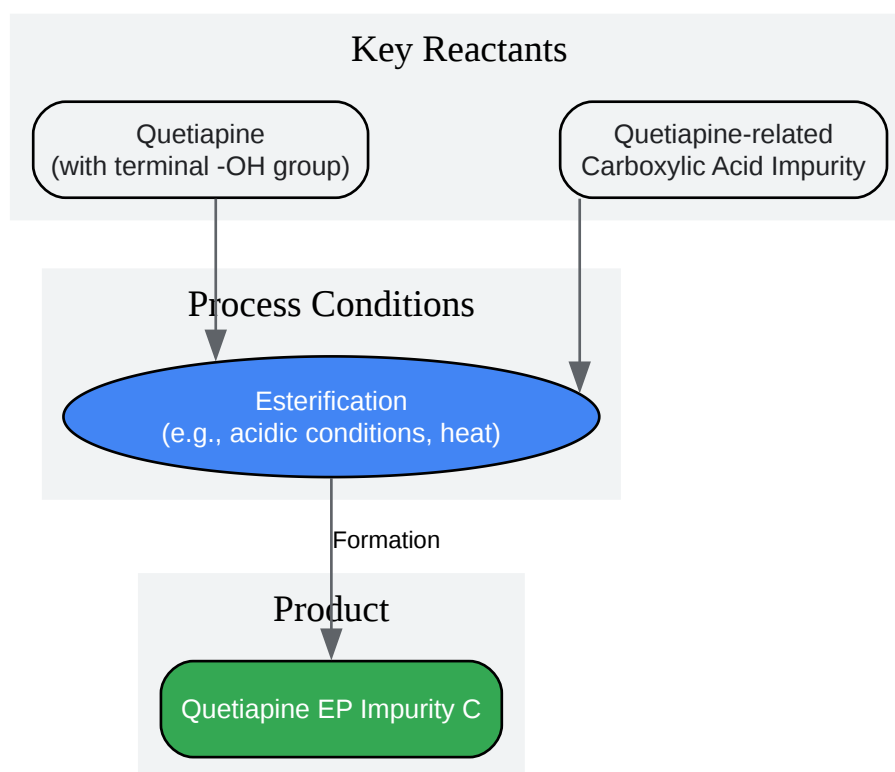 Key Reactants
Quetiapine
(with terminal -OH group)
Quetiapine-related
Carboxylic Acid Impurity
Process Conditions
Esterification
(e.g., acidic conditions, heat)
Formation
Product
Quetiapine EP Impurity C